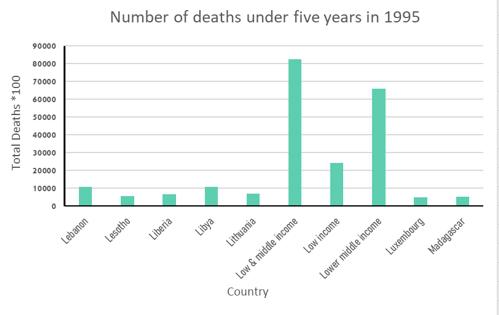 Number of deaths under five years in 1995
Total Deaths *100
90000
80000
70000
60000
50000
40000
30000
20000
10000
0
Lebanon
Lesotho
Liberia
Libya
Lithuania
Low & middle income
Low income
Lower middle income
Luxembourg
Madagascar
Country